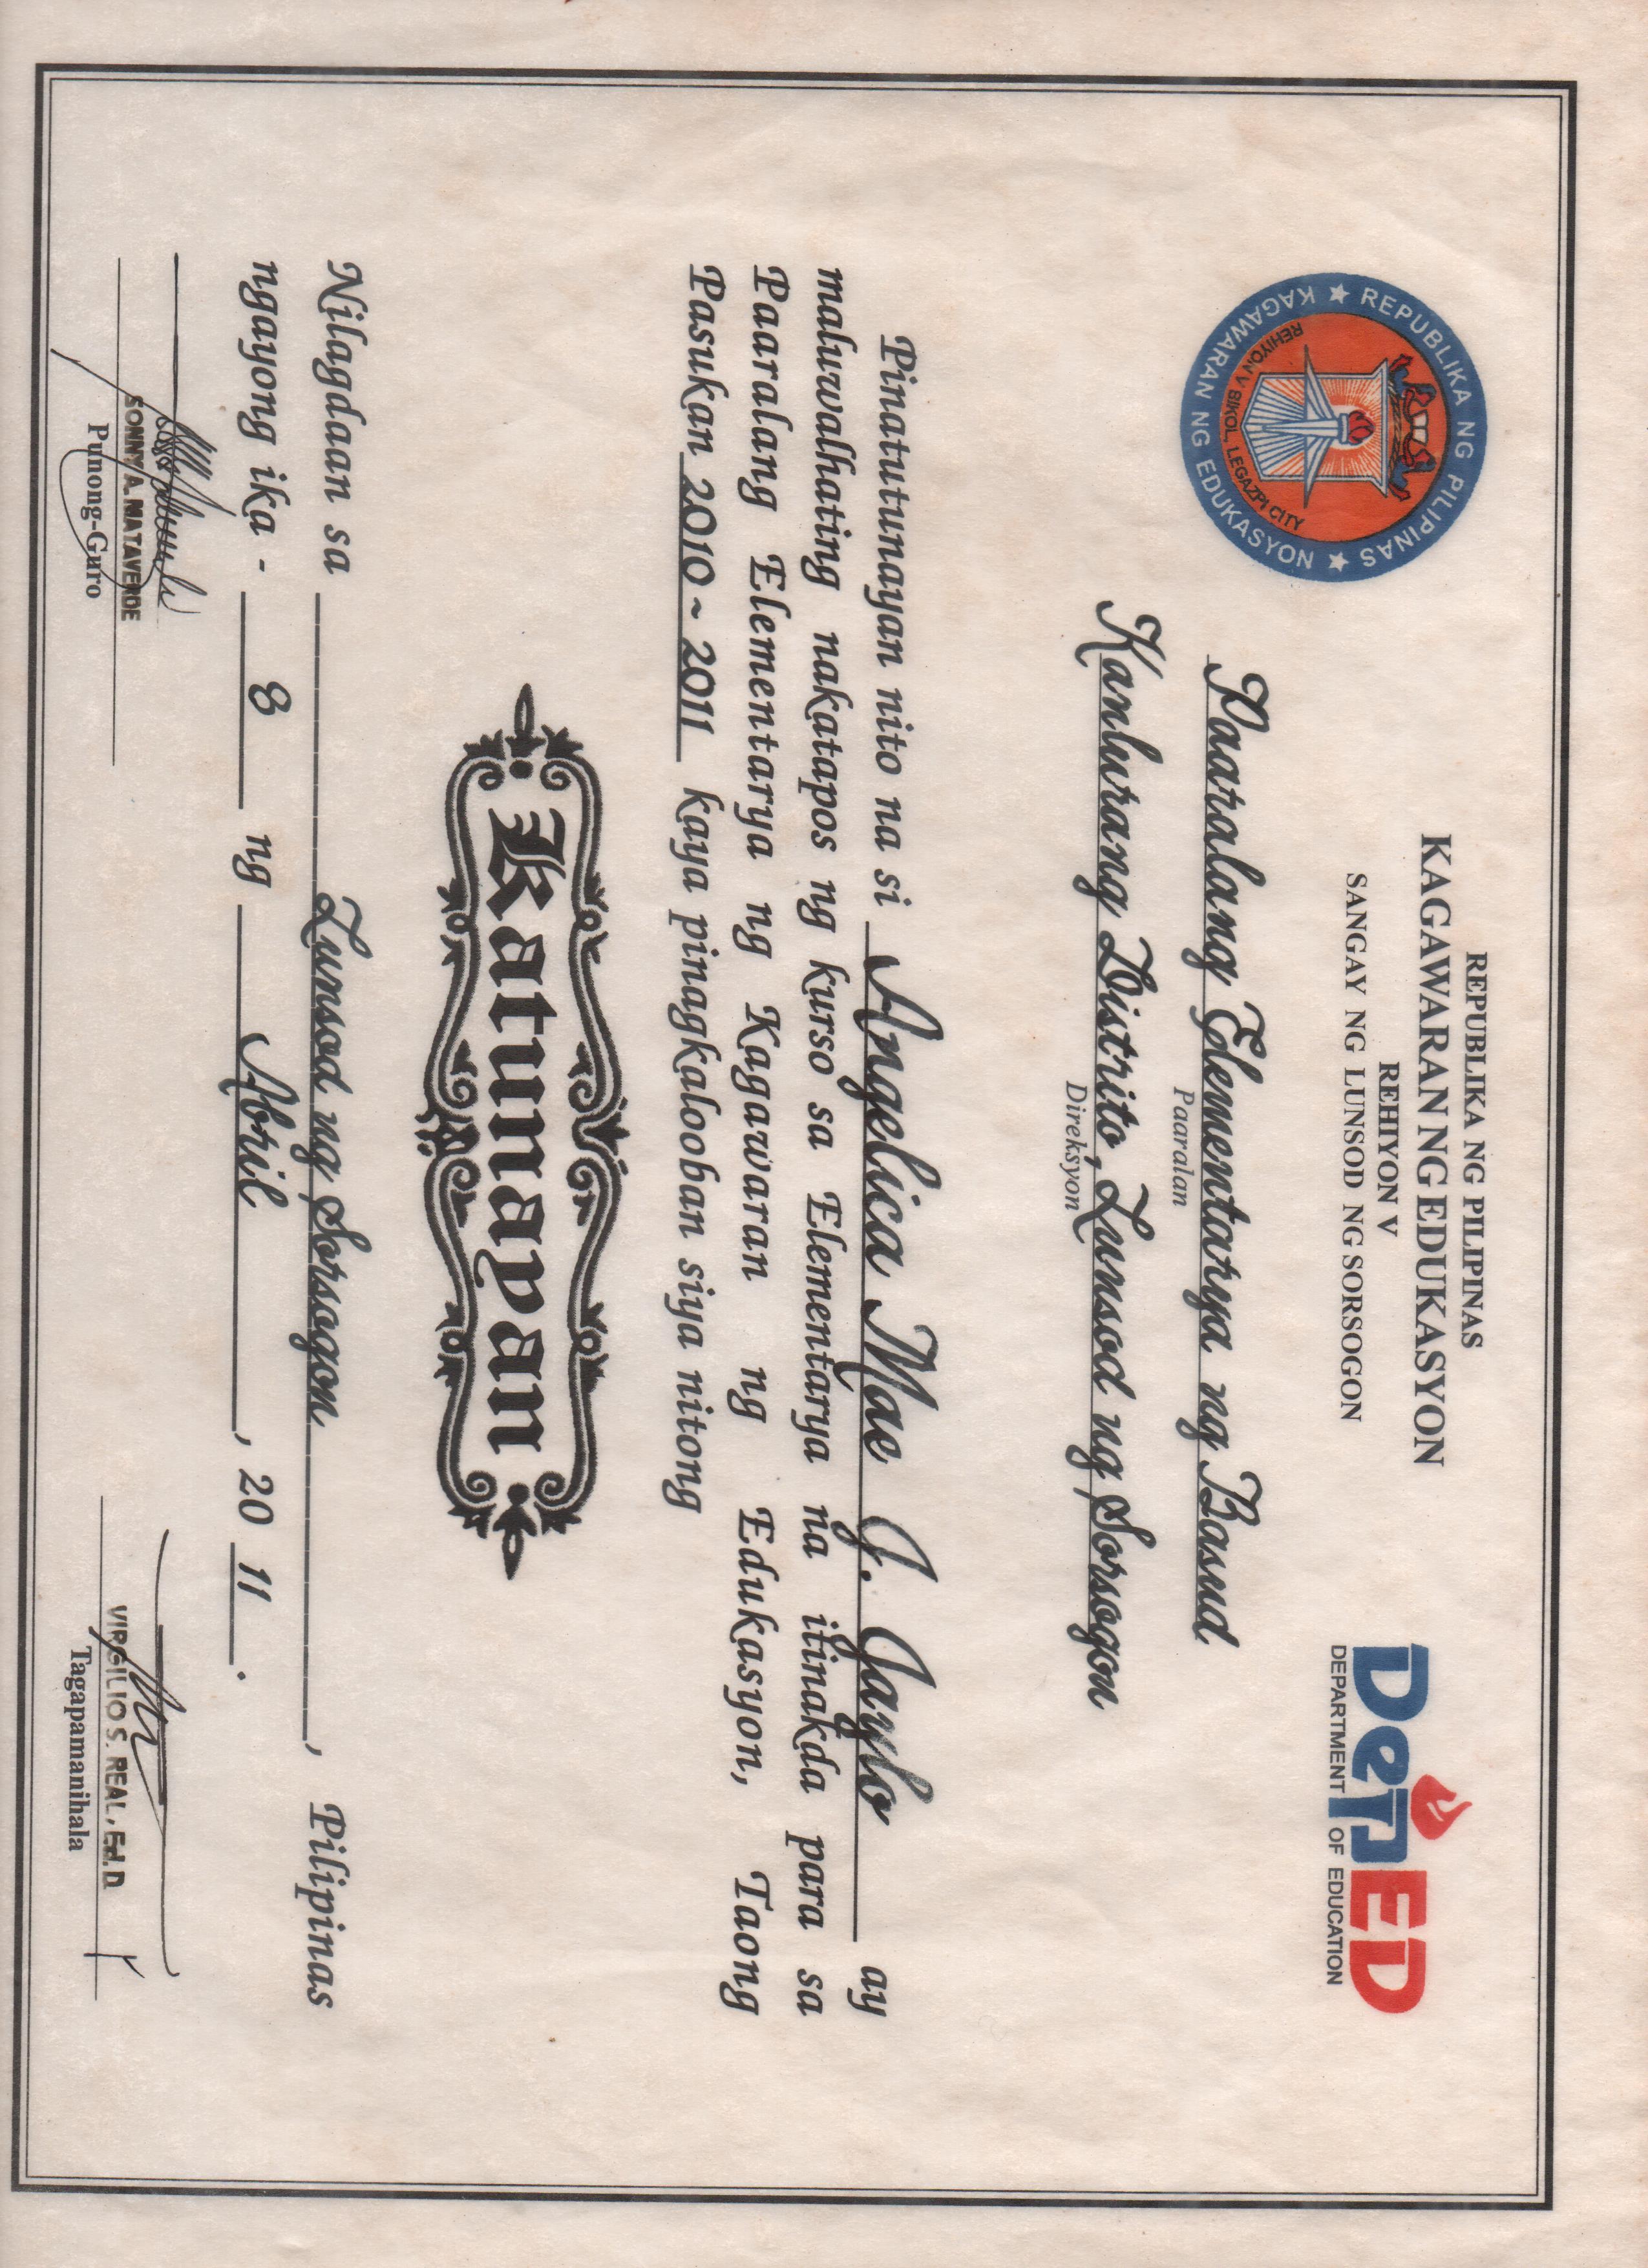 REPUBLIKA NG PILIPINAS
KAGAWARAN NG EDUKASYON
REHIYON V
SANGAY NG LUNSOD NG SORSOGON
REPUBLIKA NG PILIPINAS
KAGAWARAN NG EDUKASYON
REHIYON V BIKOL, LEGAZPI CITY
DepED
DEPARTMENT OF EDUCATION
Paaralang Elementarya ng Basud
Paaralan
Kanlurang Distrito, Lunsod ng Sorsogon
Direksyon
Pinatutunayan nito na si Angelica Mae J. Jaylo ay
maluwalhating nakatapos ng kurso sa Elementarya na itinakda para sa
Paaralang Elementarya ng Kagawaran ng Edukasyon, Taong
Pasukan 2010 ~ 2011 kaya pinagkalooban siya nitong
Katunayan
Nilagdaan sa Lunsod ng Sorsogon, Pilipinas
ngayong ika - 8 ng Abril, 20 11.
SONNY A. MATAVERDE
Punong-Guro
VIRGILIO S. REAL, Ed.D.
Tagapamanihala